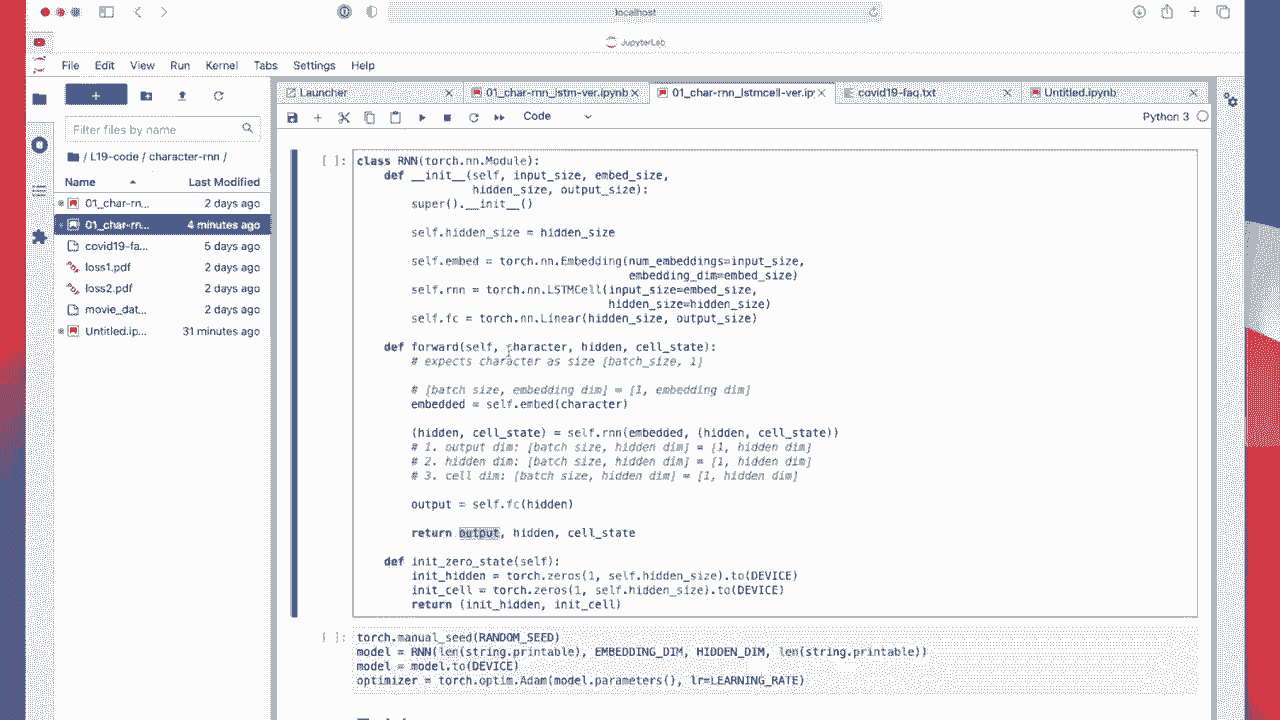 localhost
JupyterLab
File Edit View Run Kernel Tabs Settings Help
Launcher
01_char-rnn_lstm-ver.ipynb
01_char-rnn_lstmcell-ver.ip
covid19-faq.txt
Untitled.ipynb
Filter files by name
Code
Python 3
/ L19-code / character-rnn /
Name Last Modified
01_char-rn... 2 days ago
01_char-rn... 4 minutes ago
covid19-fa... 5 days ago
loss1.pdf 2 days ago
loss2.pdf 2 days ago
movie_dat... 2 days ago
Untitled.ip... 31 minutes ago
[ ]: class RNN(torch.nn.Module):
def __init__(self, input_size, embed_size,
hidden_size, output_size):
super().__init__()
self.hidden_size = hidden_size
self.embed = torch.nn.Embedding(num_embeddings=input_size,
embedding_dim=embed_size)
self.rnn = torch.nn.LSTMCell(input_size=embed_size,
hidden_size=hidden_size)
self.fc = torch.nn.Linear(hidden_size, output_size)
def forward(self, character, hidden, cell_state):
# expects character as size [batch_size, 1]
# [batch size, embedding dim] = [1, embedding dim]
embedded = self.embed(character)
(hidden, cell_state) = self.rnn(embedded, (hidden, cell_state))
# 1. output dim: [batch size, hidden dim] = [1, hidden dim]
# 2. hidden dim: [batch size, hidden dim] = [1, hidden dim]
# 3. cell dim: [batch size, hidden dim] = [1, hidden dim]
output = self.fc(hidden)
return output, hidden, cell_state
def init_zero_state(self):
init_hidden = torch.zeros(1, self.hidden_size).to(DEVICE)
init_cell = torch.zeros(1, self.hidden_size).to(DEVICE)
return (init_hidden, init_cell)
[ ]: torch.manual_seed(RANDOM_SEED)
model = RNN(len(string.printable), EMBEDDING_DIM, HIDDEN_DIM, len(string.printable))
model = model.to(DEVICE)
optimizer = torch.optim.Adam(model.parameters(), lr=LEARNING_RATE)